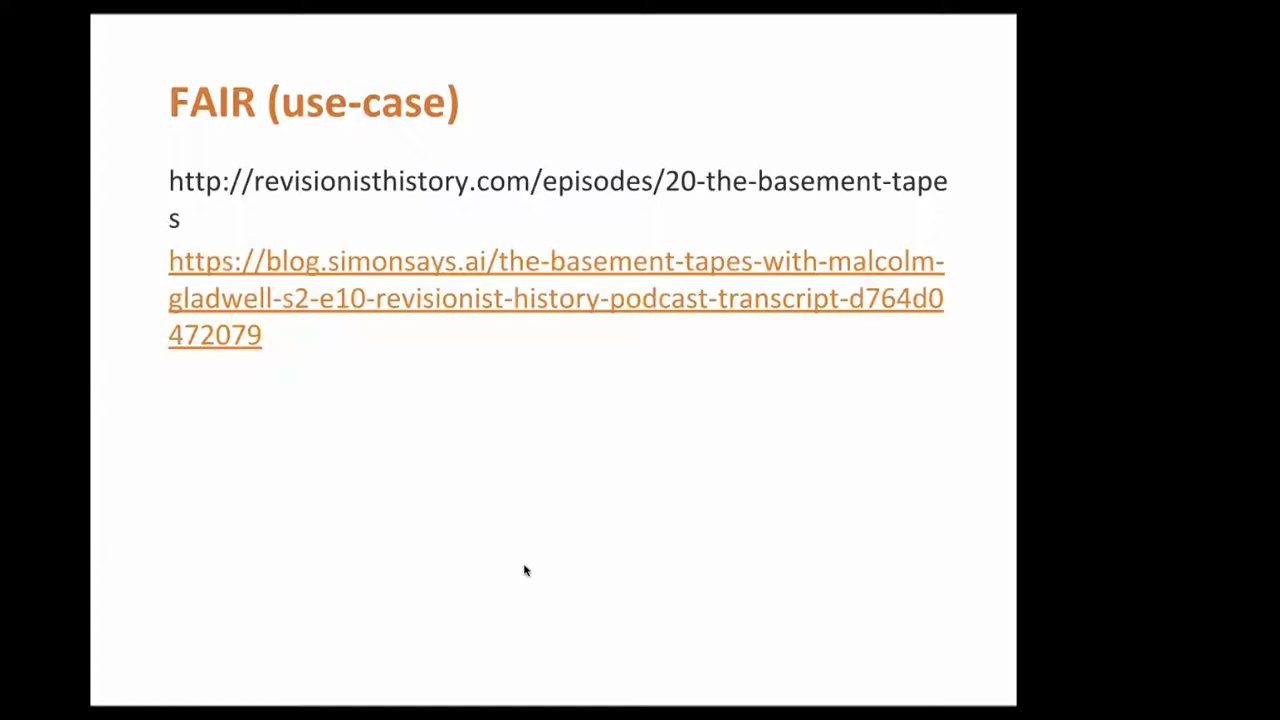 FAIR (use-case)
http://revisionisthistory.com/episodes/20-the-basement-tape
s
https://blog.simonsays.ai/the-basement-tapes-with-malcolm-
gladwell-s2-e10-revisionist-history-podcast-transcript-d764d0
472079